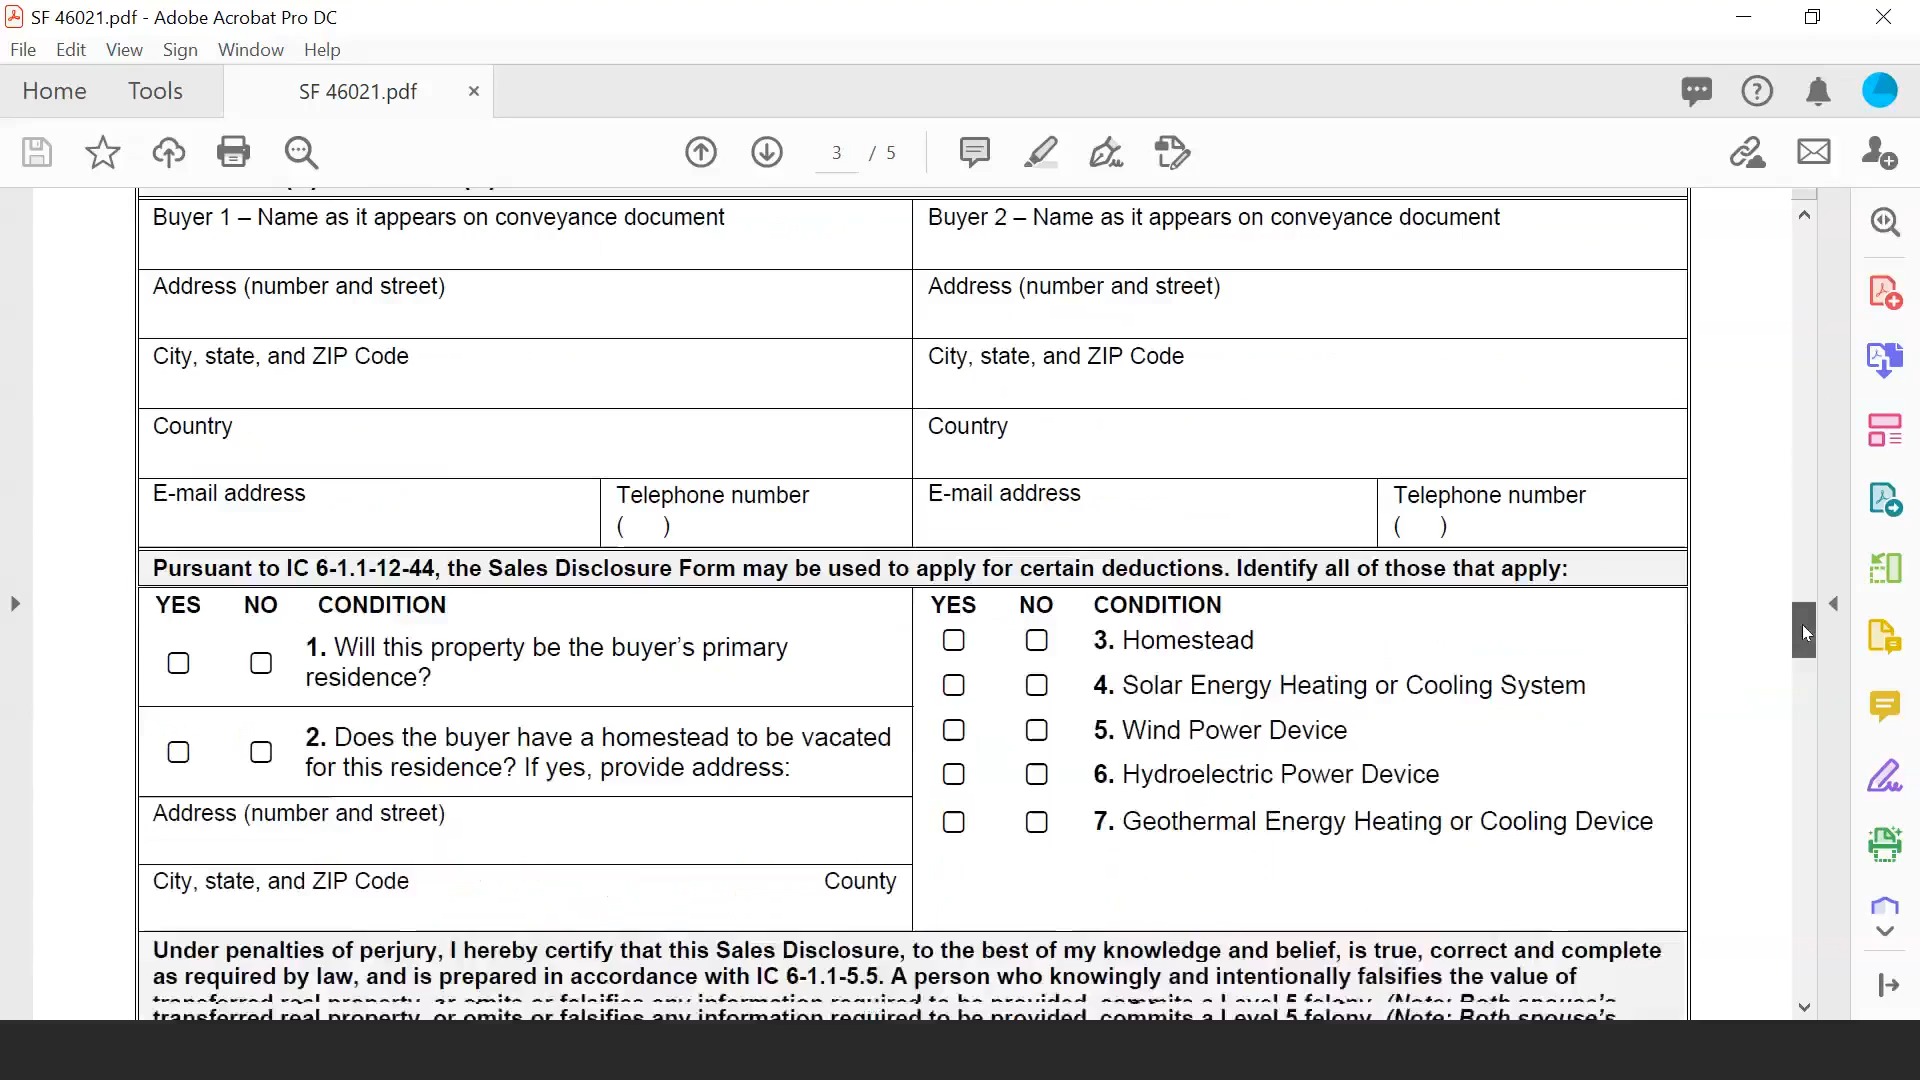 SF 46021.pdf - Adobe Acrobat Pro DC
File Edit View Sign Window Help
Home Tools SF 46021.pdf ×
3 / 5
Buyer 1 – Name as it appears on conveyance document
Buyer 2 – Name as it appears on conveyance document
Address (number and street)
Address (number and street)
City, state, and ZIP Code
City, state, and ZIP Code
Country
Country
E-mail address
Telephone number
( )
E-mail address
Telephone number
( )
Pursuant to IC 6-1.1-12-44, the Sales Disclosure Form may be used to apply for certain deductions. Identify all of those that apply:
YES NO CONDITION
1. Will this property be the buyer's primary
residence?
2. Does the buyer have a homestead to be vacated
for this residence? If yes, provide address:
Address (number and street)
City, state, and ZIP Code County
YES NO CONDITION
3. Homestead
4. Solar Energy Heating or Cooling System
5. Wind Power Device
6. Hydroelectric Power Device
7. Geothermal Energy Heating or Cooling Device
Under penalties of perjury, I hereby certify that this Sales Disclosure, to the best of my knowledge and belief, is true, correct and complete
as required by law, and is prepared in accordance with IC 6-1.1-5.5. A person who knowingly and intentionally falsifies the value of
transferred real property, or omits or falsifies any information required to be provided, commits a Level 5 felony. (Note: Both spouse's